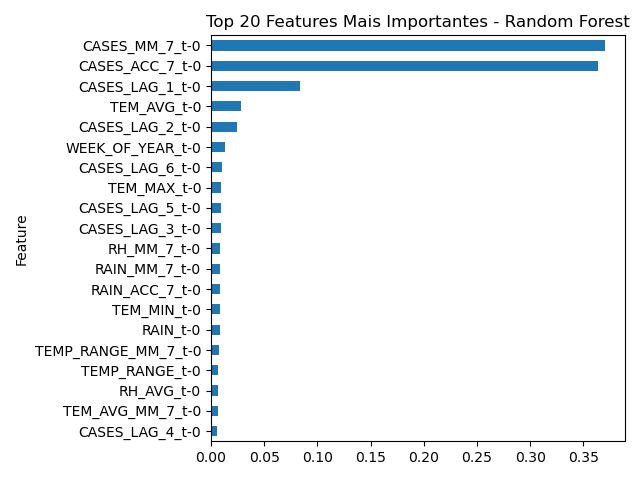 Top 20 Features Mais Importantes - Random Forest
Feature
CASES_MM_7_t-0
CASES_ACC_7_t-0
CASES_LAG_1_t-0
TEM_AVG_t-0
CASES_LAG_2_t-0
WEEK_OF_YEAR_t-0
CASES_LAG_6_t-0
TEM_MAX_t-0
CASES_LAG_5_t-0
CASES_LAG_3_t-0
RH_MM_7_t-0
RAIN_MM_7_t-0
RAIN_ACC_7_t-0
TEM_MIN_t-0
RAIN_t-0
TEMP_RANGE_MM_7_t-0
TEMP_RANGE_t-0
RH_AVG_t-0
TEM_AVG_MM_7_t-0
CASES_LAG_4_t-0
0.00 0.05 0.10 0.15 0.20 0.25 0.30 0.35